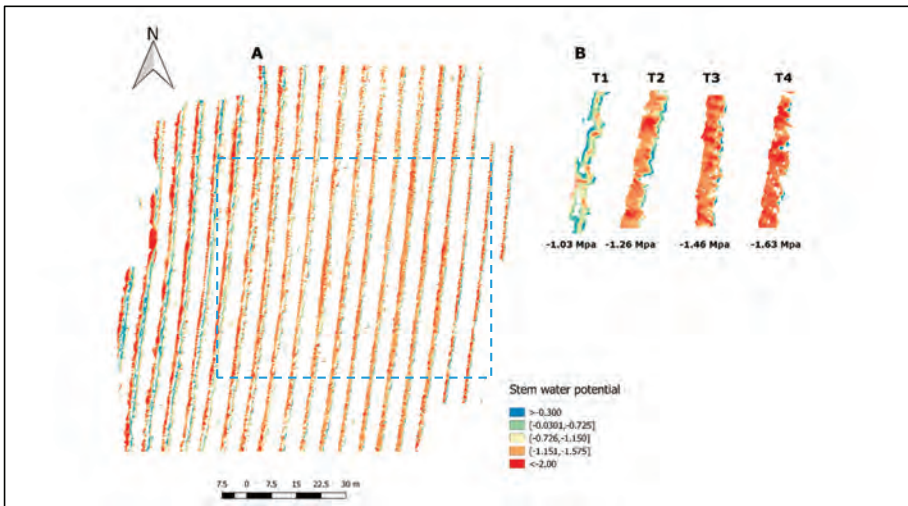 N
A
B
T1 T2 T3 T4
-1.03 Mpa -1.26 Mpa -1.46 Mpa -1.63 Mpa
Stem water potential
>-0.300
[-0.0301,-0.725]
[-0.726,-1.150]
[-1.151,-1.575]
<-2.00
7.5 0 7.5 15 22.5 30 m